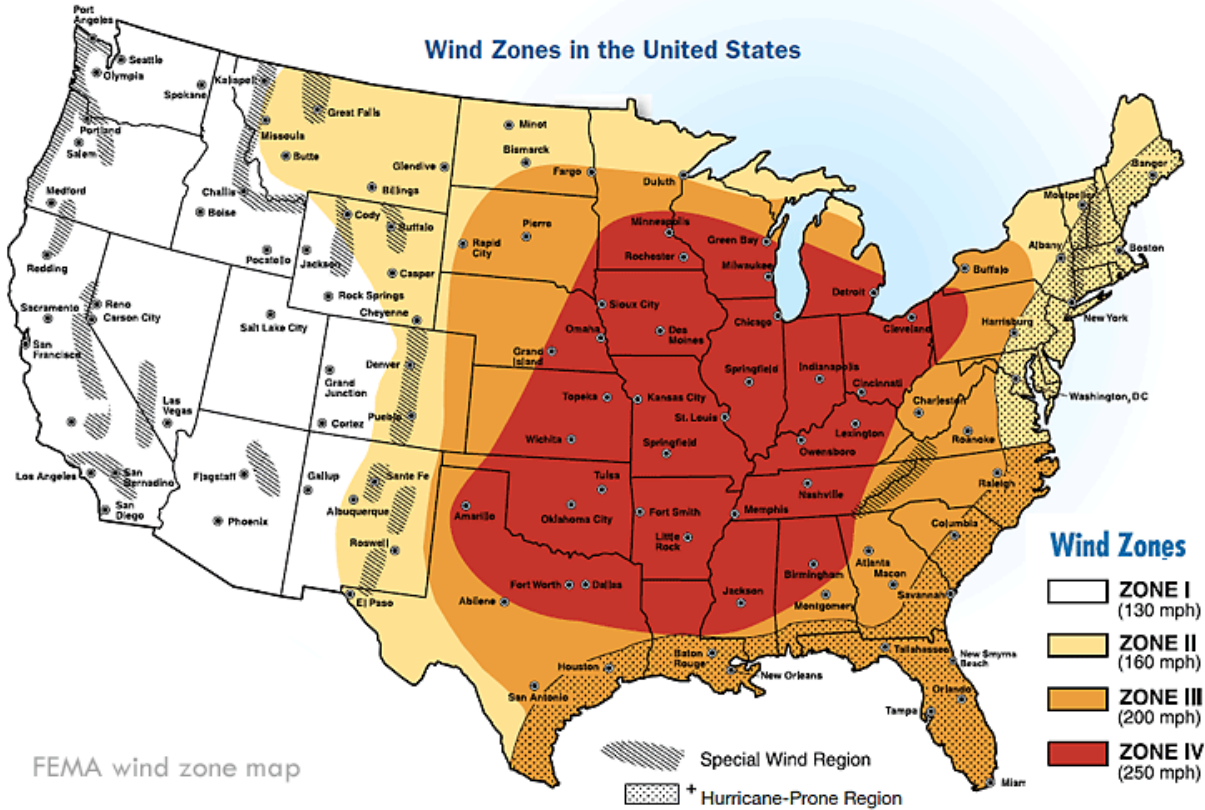 Port
Angeles
Wind Zones in the United States
Seattle
Olympia
Spokane
Kalispell
Great Falls
Portland
Salem
Missoula
Butte
Minot
Bismarck
Glendive
Fargo
Duluth
Bangor
Medford
Challis
Boise
Billings
Cody
Buffalo
Pierre
Rapid
City
Minneapolis
Green Bay
Montpelier
Redding
Pocatello
Jackson
Casper
Rochester
Milwaukee
Buffalo
Albany
Boston
Sacramento
Reno
Carson City
Rock Springs
Cheyenne
Sioux City
Detroit
San
Francisco
Salt Lake City
Omaha
Des
Moines
Chicago
Cleveland
Harrisburg
New York
Denver
Grand
Island
Grand
Junction
Springfield
Indianapolis
Cincinnati
Las
Vegas
Cortez
Pueblo
Topeka
Kansas City
St. Louis
Charleston
Washington, DC
Wichita
Springfield
Lexington
Owensboro
Roanoke
Los Angeles
San
Bernadino
Flagstaff
Gallup
Sante Fe
Tulsa
Nashville
Raleigh
San
Diego
Phoenix
Albuquerque
Amarillo
Oklahoma City
Fort Smith
Memphis
Columbia
Roswell
Little
Rock
Atlanta
Macon
Birmingham
El Paso
Fort Worth
Dallas
Abilene
Jackson
Montgomery
Savannah
Houston
Baton
Rouge
New Orleans
Tallahassee
New Smyrna
Beach
San Antonio
Orlando
Tampa
Miami
Wind Zones
ZONE I
(130 mph)
ZONE II
(160 mph)
ZONE III
(200 mph)
ZONE IV
(250 mph)
Special Wind Region
+ Hurricane-Prone Region
FEMA wind zone map